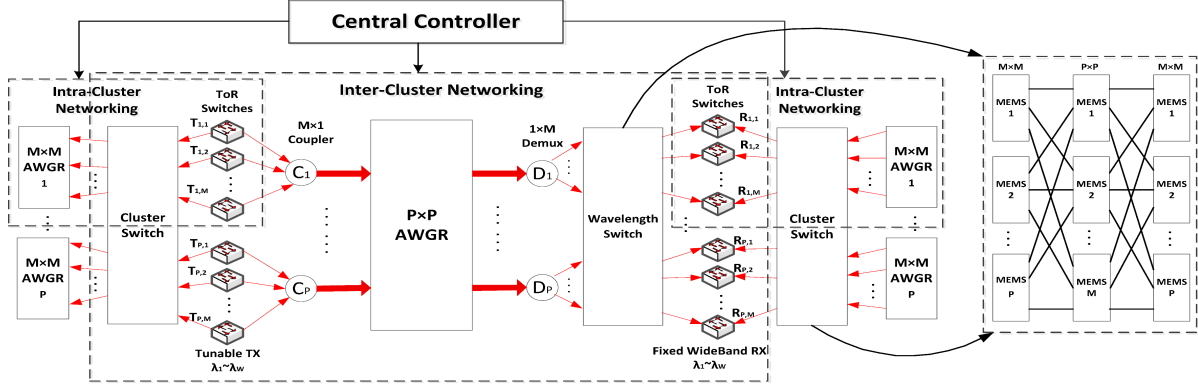 Central Controller
Intra-Cluster
Networking
ToR
Switches
Inter-Cluster Networking
ToR
Switches
Intra-Cluster
Networking
M×M
AWGR
1
T1,1
T1,2
T1,M
M×1
Coupler
C1
P×P
AWGR
1×M
Demux
D1
Wavelength
Switch
R1,1
R1,2
R1,M
M×M
AWGR
1
Cluster
Switch
M×M
AWGR
P
TP,1
TP,2
TP,M
CP
DP
RP,1
RP,2
RP,M
Cluster
Switch
M×M
AWGR
P
Tunable TX
λ1~λW
Fixed WideBand RX
λ1~λW
M×M
P×P
M×M
MEMS
1
MEMS
1
MEMS
1
MEMS
2
MEMS
2
MEMS
2
MEMS
P
MEMS
M
MEMS
P